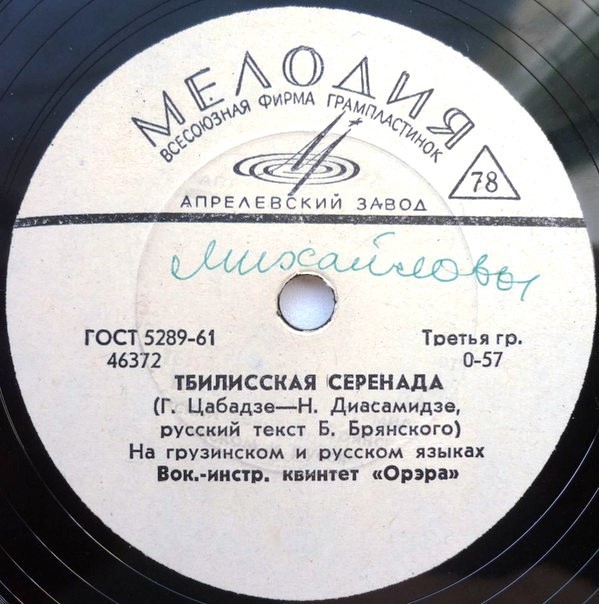 МЕЛОДИЯ
ВСЕСОЮЗНАЯ ФИРМА ГРАМПЛАСТИНОК
АПРЕЛЕВСКИЙ ЗАВОД
78
Михайловы
ГОСТ 5289-61 Третья гр.
46372 0-57
ТБИЛИССКАЯ СЕРЕНАДА
(Г. Цабадзе—Н. Диасамидзе,
русский текст Б. Брянского)
На грузинском и русском языках
Вок.-инстр. квинтет «Орэра»